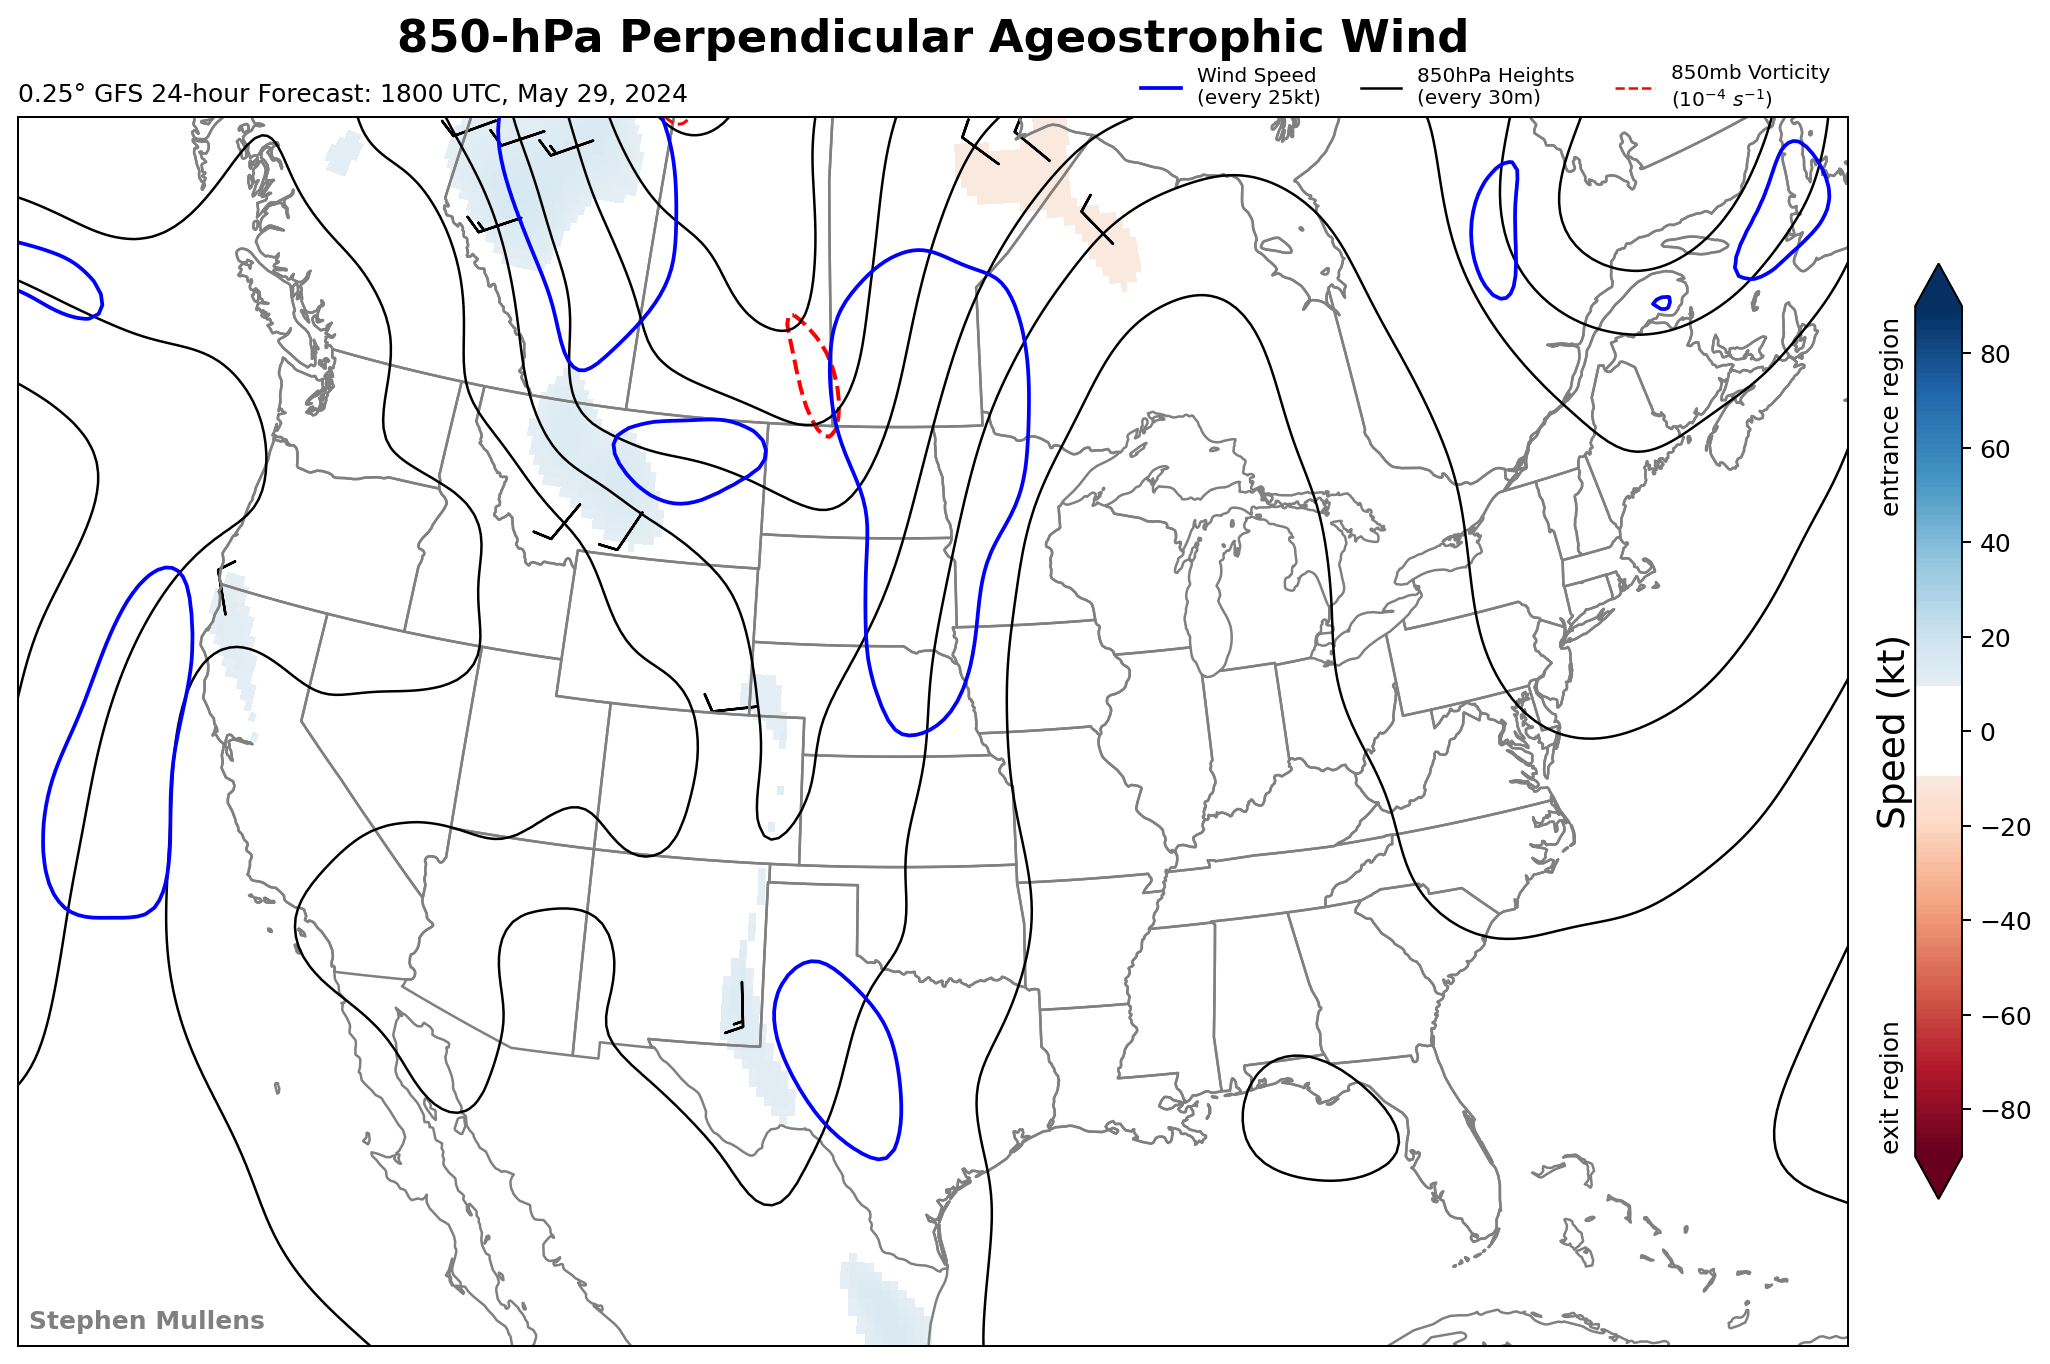 850-hPa Perpendicular Ageostrophic Wind
0.25° GFS 24-hour Forecast: 1800 UTC, May 29, 2024
Wind Speed
(every 25kt)
850hPa Heights
(every 30m)
850mb Vorticity
(10⁻⁴ s⁻¹)
entrance region
Speed (kt)
exit region
80
60
40
20
0
−20
−40
−60
−80
Stephen Mullens